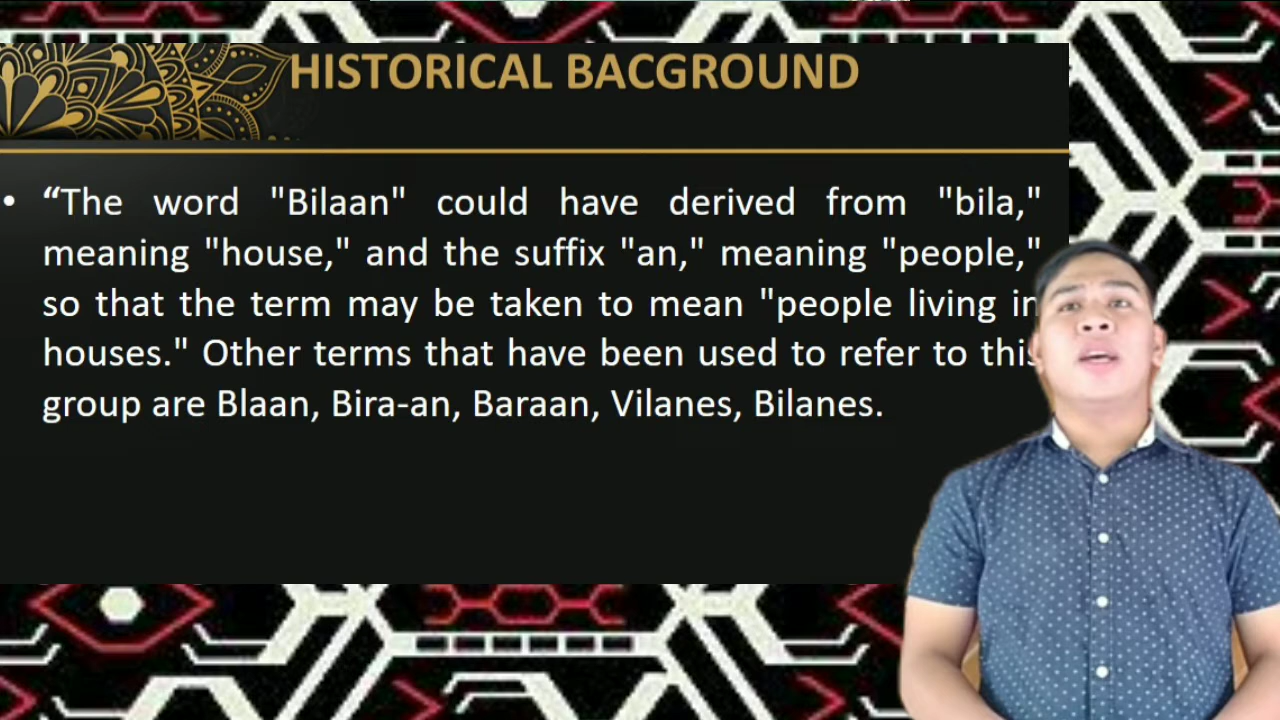 HISTORICAL BACGROUND
• “The word "Bilaan" could have derived from "bila,"
meaning "house," and the suffix "an," meaning "people,"
so that the term may be taken to mean "people living in
houses." Other terms that have been used to refer to this
group are Blaan, Bira-an, Baraan, Vilanes, Bilanes.